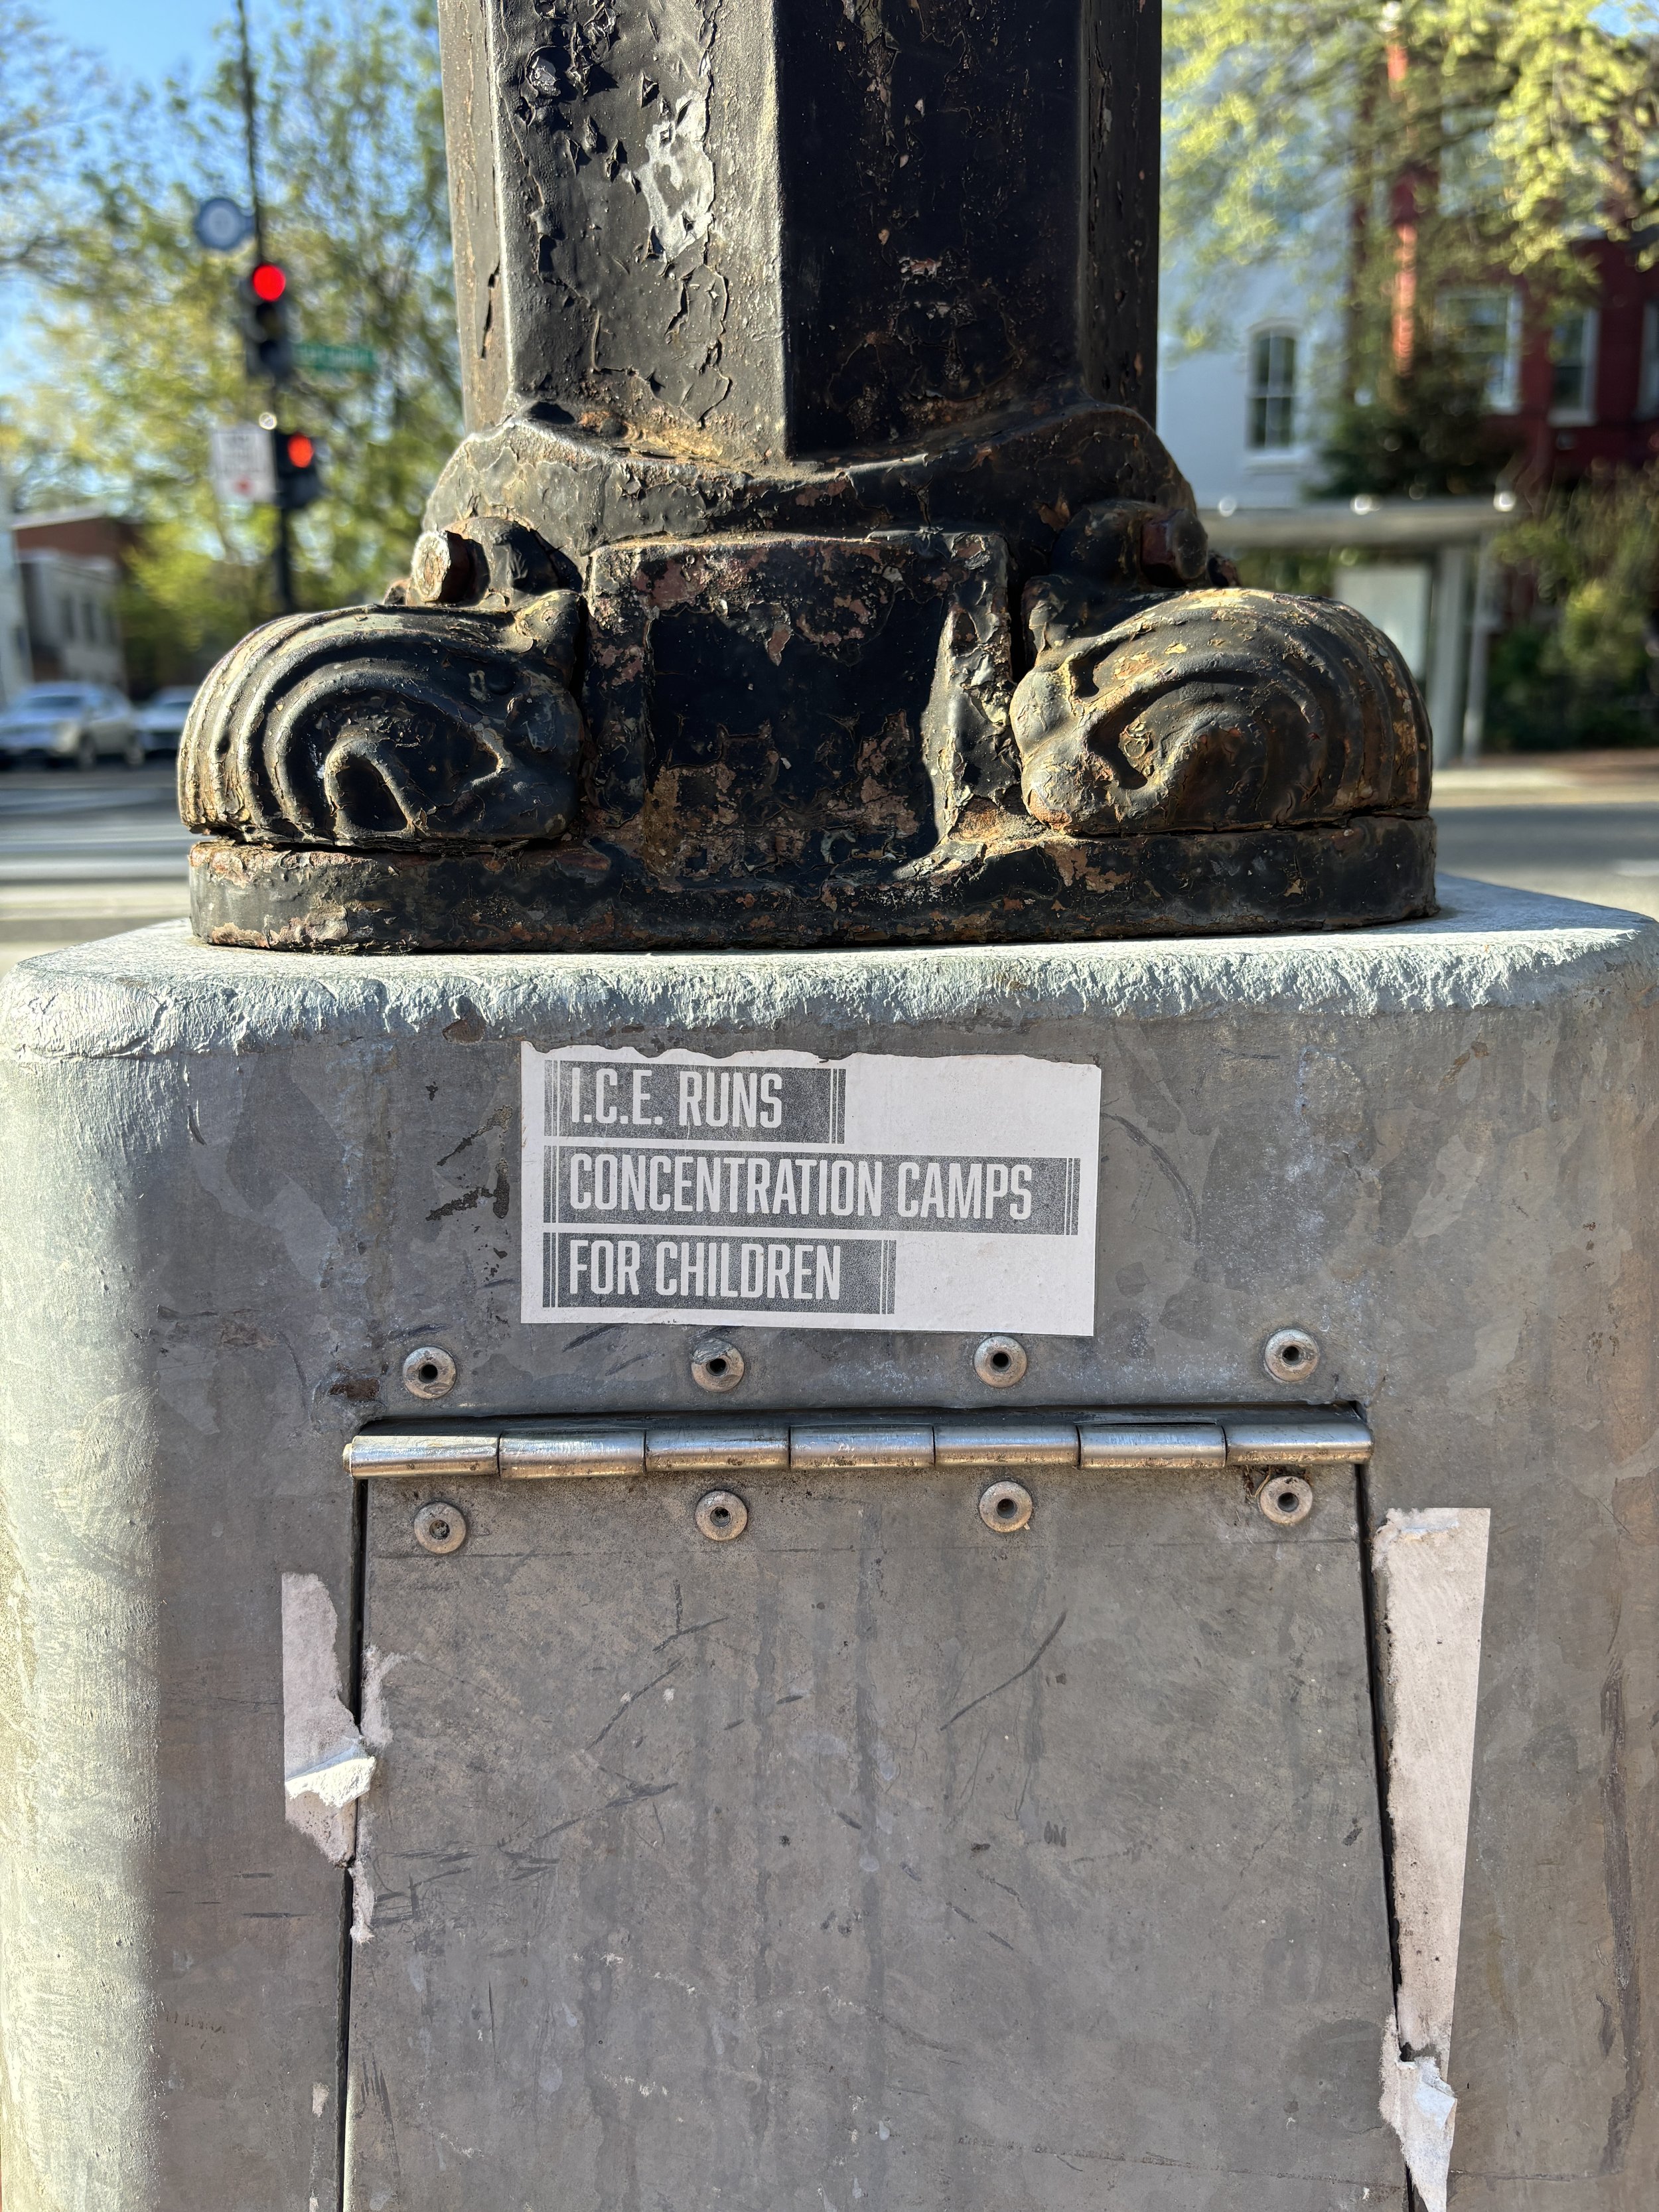 I.C.E. RUNS
CONCENTRATION CAMPS
FOR CHILDREN